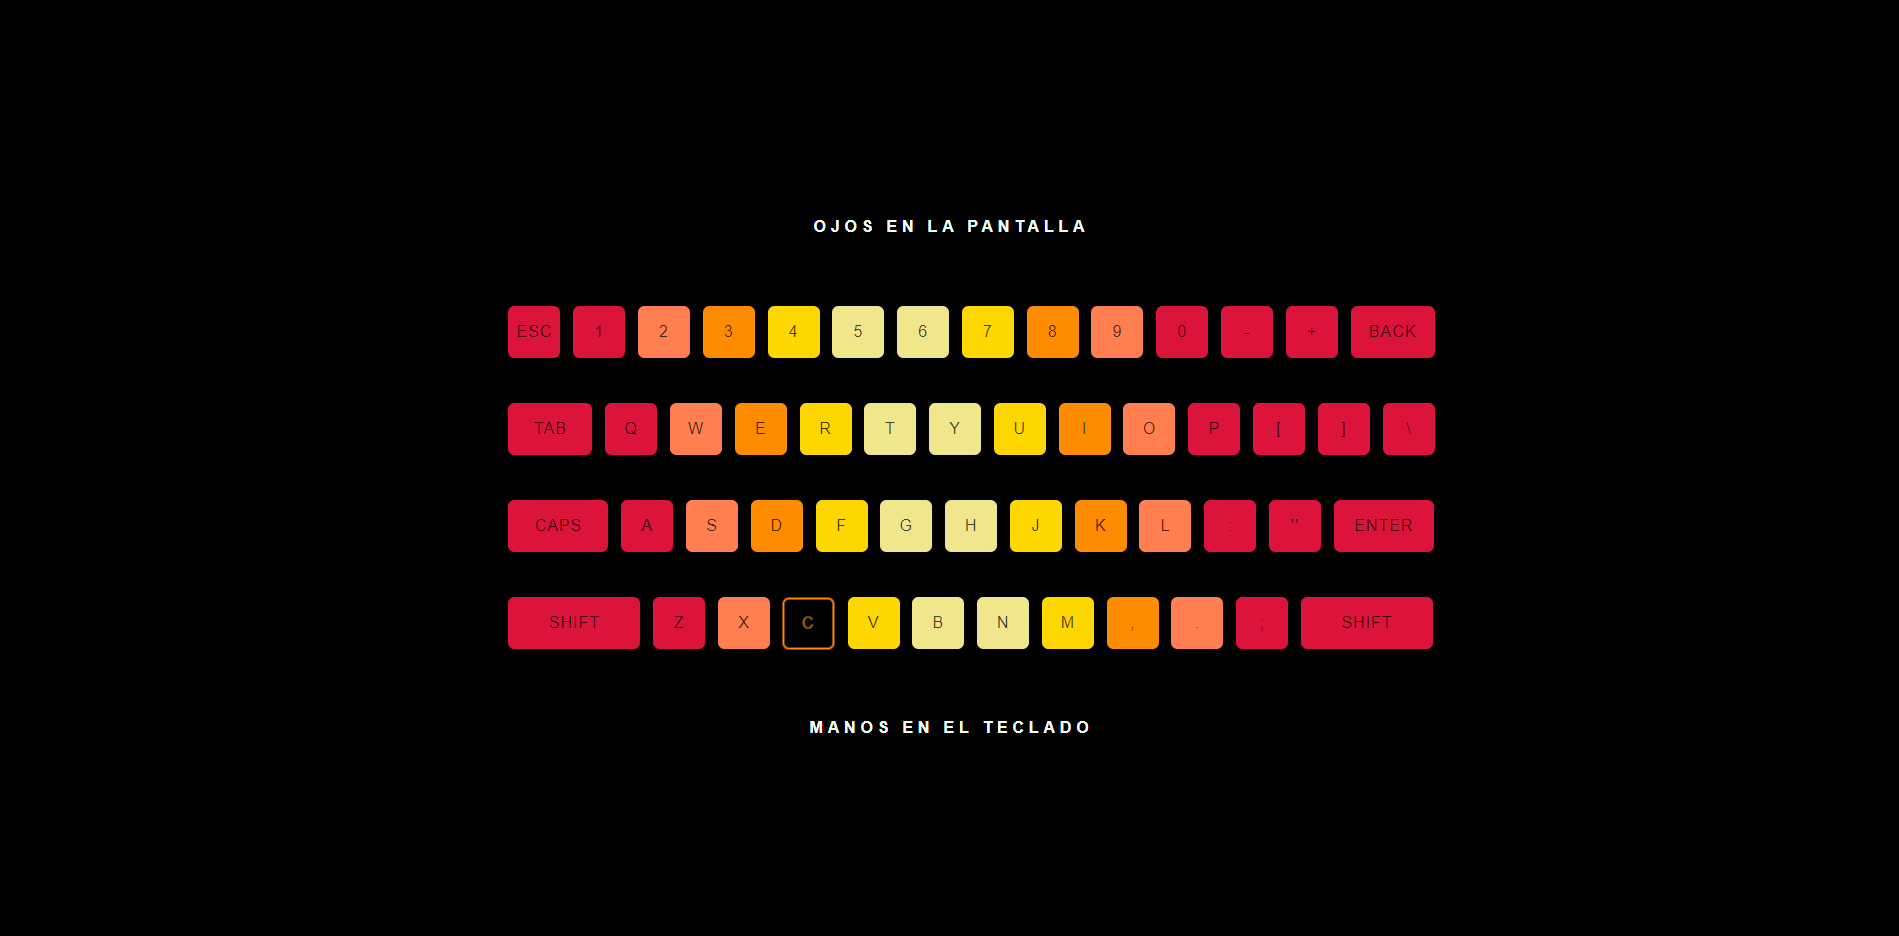 OJOS EN LA PANTALLA
ESC 1 2 3 4 5 6 7 8 9 0 - + BACK
TAB Q W E R T Y U I O P [ ] \
CAPS A S D F G H J K L : " ENTER
SHIFT Z X C V B N M , . ; SHIFT
MANOS EN EL TECLADO